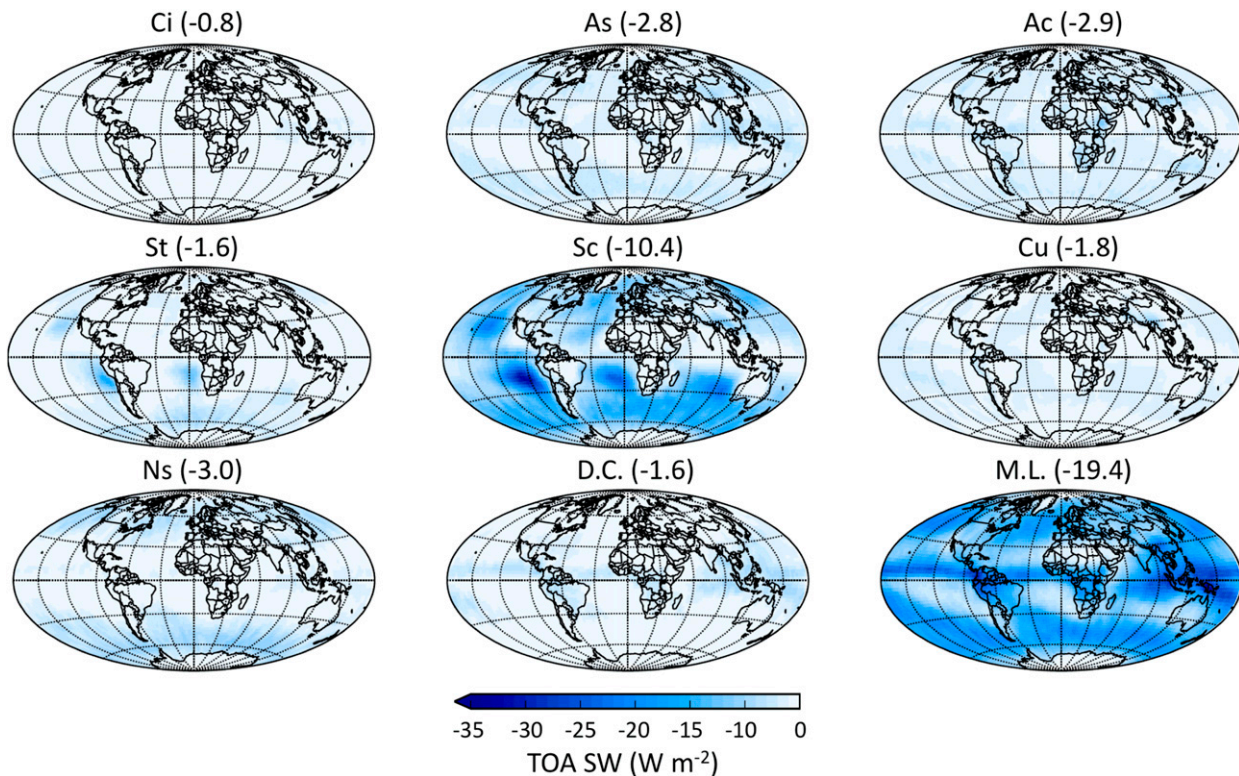 Ci (-0.8)
As (-2.8)
Ac (-2.9)
St (-1.6)
Sc (-10.4)
Cu (-1.8)
Ns (-3.0)
D.C. (-1.6)
M.L. (-19.4)
-35 -30 -25 -20 -15 -10 0
TOA SW (W m⁻²)